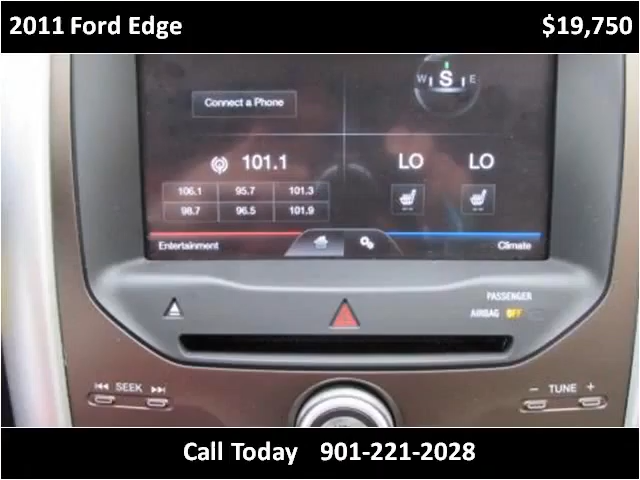 2011 Ford Edge $19,750
W S E
Connect a Phone
101.1 LO LO
106.1 95.7 101.3
98.7 96.5 101.9
Entertainment Climate
PASSENGER
AIRBAG OFF
SEEK − TUNE +
Call Today 901-221-2028